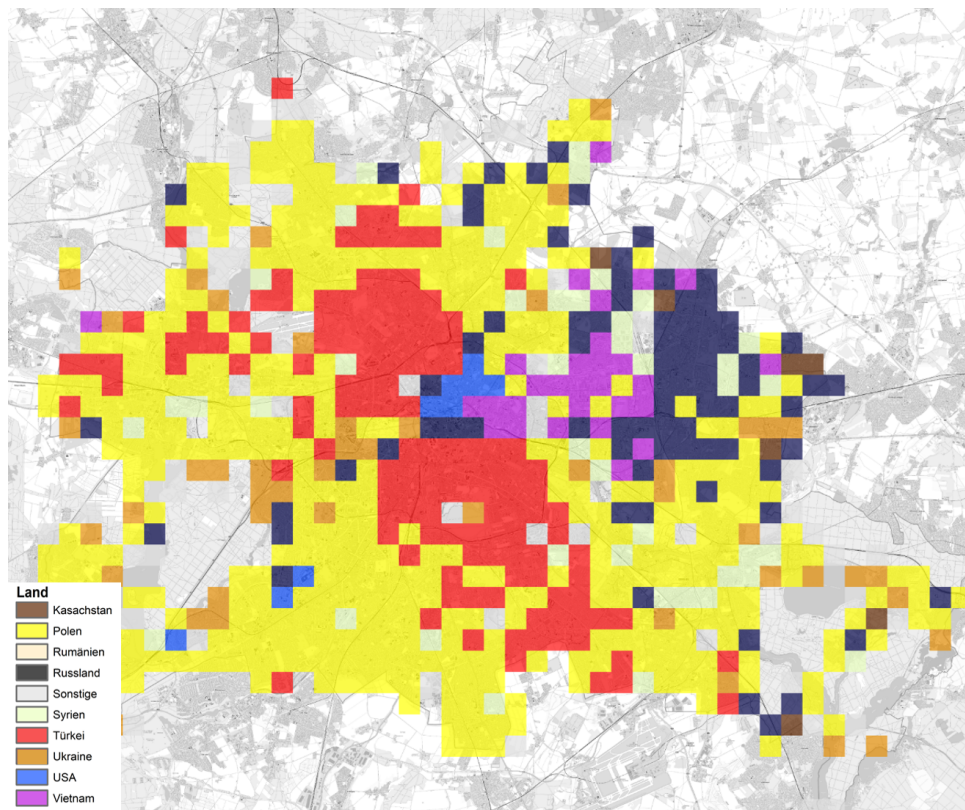 Land
Kasachstan
Polen
Rumänien
Russland
Sonstige
Syrien
Türkei
Ukraine
USA
Vietnam